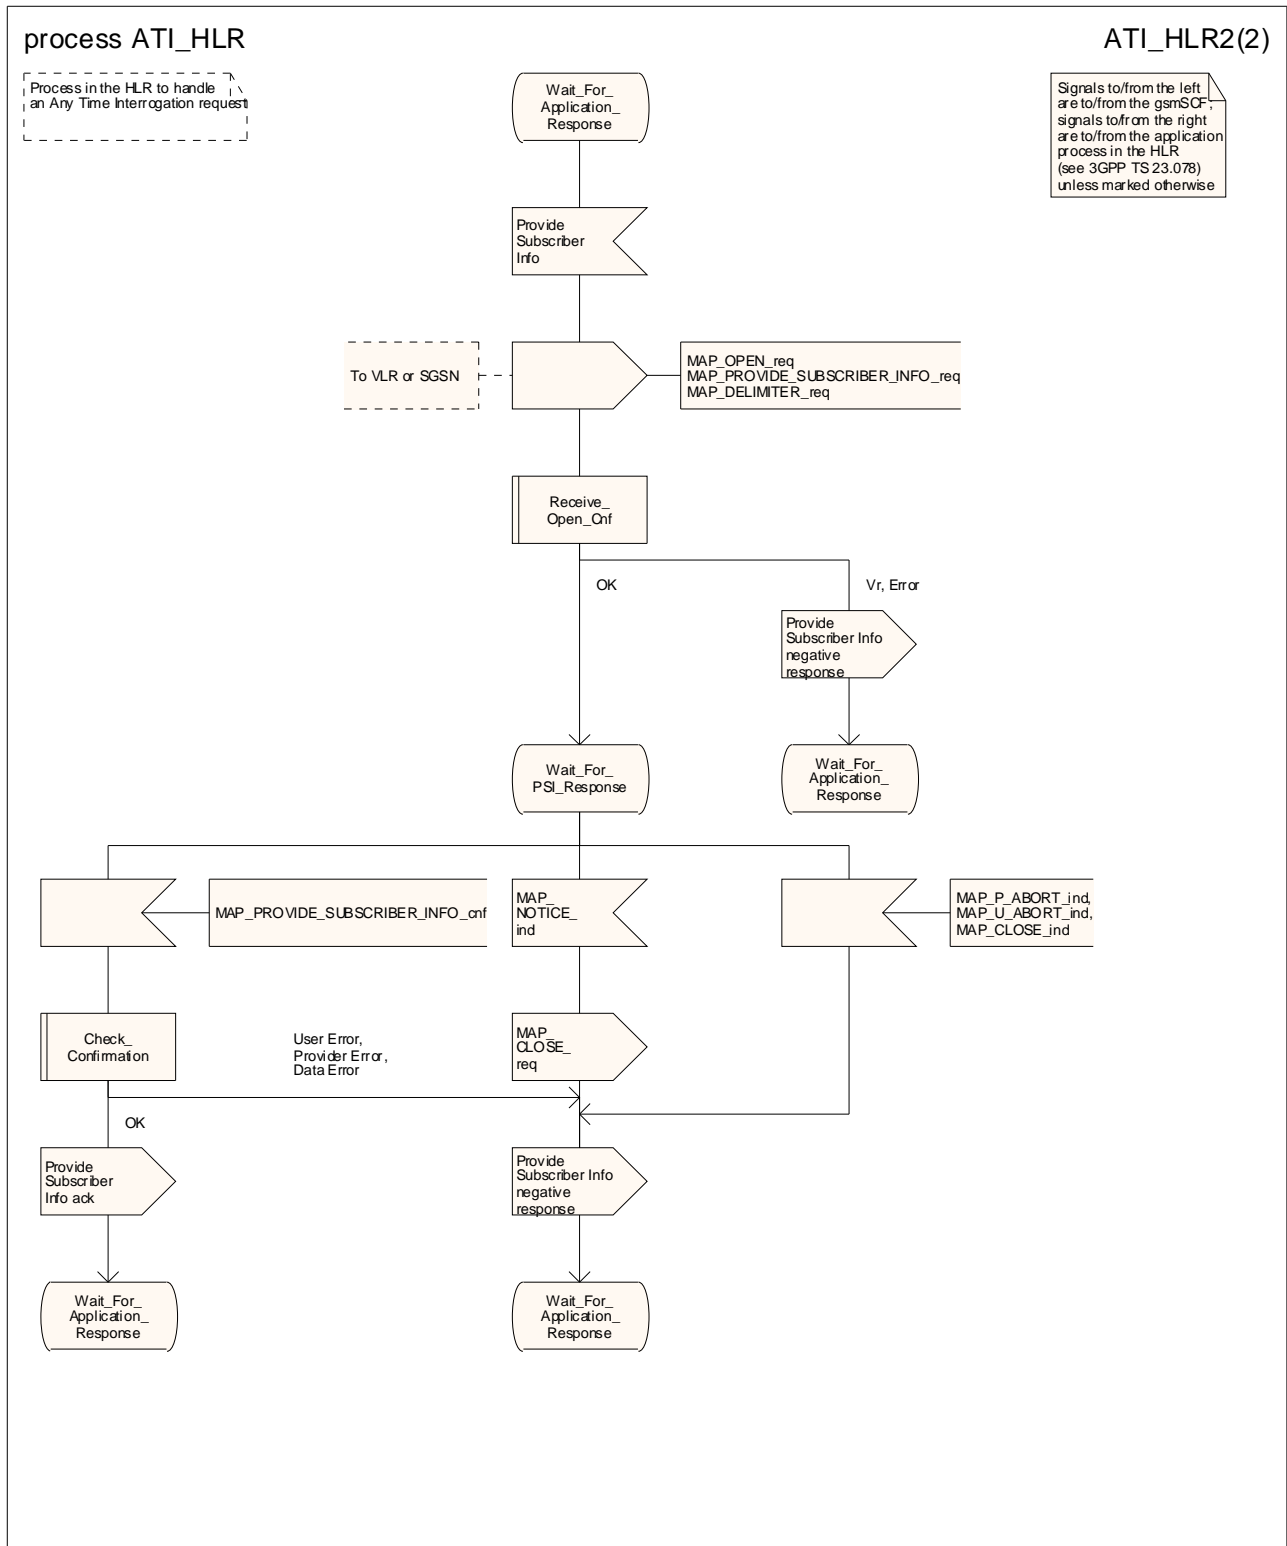 process ATI_HLR
ATI_HLR2(2)
Process in the HLR to handle
an Any Time Interrogation request
Wait_For_
Application_
Response
Signals to/from the left
are to/from the gsmSCF;
signals to/from the right
are to/from the application
process in the HLR
(see 3GPP TS 23.078)
unless marked otherwise
Provide
Subscriber
Info
To VLR or SGSN
MAP_OPEN_req
MAP_PROVIDE_SUBSCRIBER_INFO_req
MAP_DELIMITER_req
Receive_
Open_Cnf
OK
Vr, Error
Provide
Subscriber Info
negative
response
Wait_For_
PSI_Response
Wait_For_
Application_
Response
MAP_PROVIDE_SUBSCRIBER_INFO_cnf
MAP_
NOTICE_
ind
MAP_P_ABORT_ind,
MAP_U_ABORT_ind,
MAP_CLOSE_ind
Check_
Confirmation
User Error,
Provider Error,
Data Error
MAP_
CLOSE_
req
OK
Provide
Subscriber
Info ack
Provide
Subscriber Info
negative
response
Wait_For_
Application_
Response
Wait_For_
Application_
Response